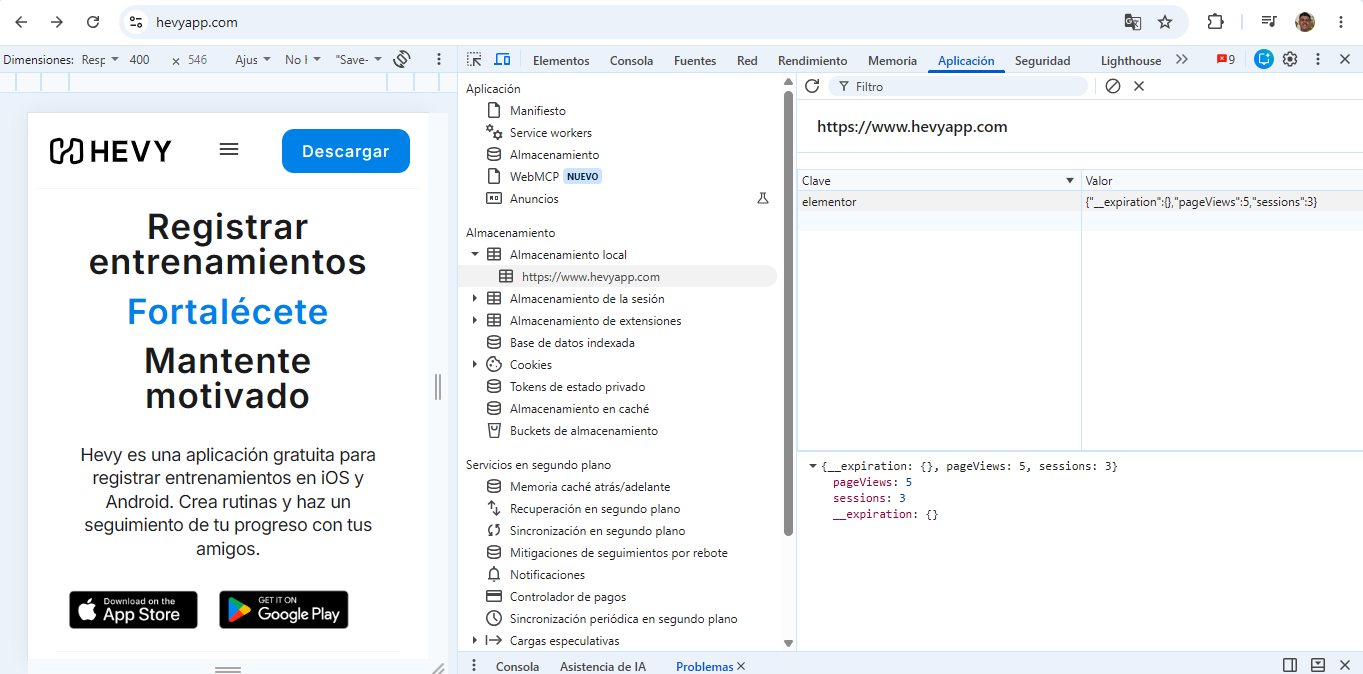 hevyapp.com
Dimensiones: Resp 400 × 546 Ajus No l "Save-
Elementos Consola Fuentes Red Rendimiento Memoria Aplicación Seguridad Lighthouse 9
HEVY
Descargar
Registrar
entrenamientos
Fortalécete
Mantente
motivado
Hevy es una aplicación gratuita para
registrar entrenamientos en iOS y
Android. Crea rutinas y haz un
seguimiento de tu progreso con tus
amigos.
Download on the
App Store
GET IT ON
Google Play
Aplicación
Manifiesto
Service workers
Almacenamiento
WebMCP NUEVO
Anuncios
Almacenamiento
Almacenamiento local
https://www.hevyapp.com
Almacenamiento de la sesión
Almacenamiento de extensiones
Base de datos indexada
Cookies
Tokens de estado privado
Almacenamiento en caché
Buckets de almacenamiento
Servicios en segundo plano
Memoria caché atrás/adelante
Recuperación en segundo plano
Sincronización en segundo plano
Mitigaciones de seguimientos por rebote
Notificaciones
Controlador de pagos
Sincronización periódica en segundo plano
Cargas especulativas
Filtro
https://www.hevyapp.com
Clave Valor
elementor {"__expiration":{},"pageViews":5,"sessions":3}
{__expiration: {}, pageViews: 5, sessions: 3}
pageViews: 5
sessions: 3
__expiration: {}
Consola Asistencia de IA Problemas